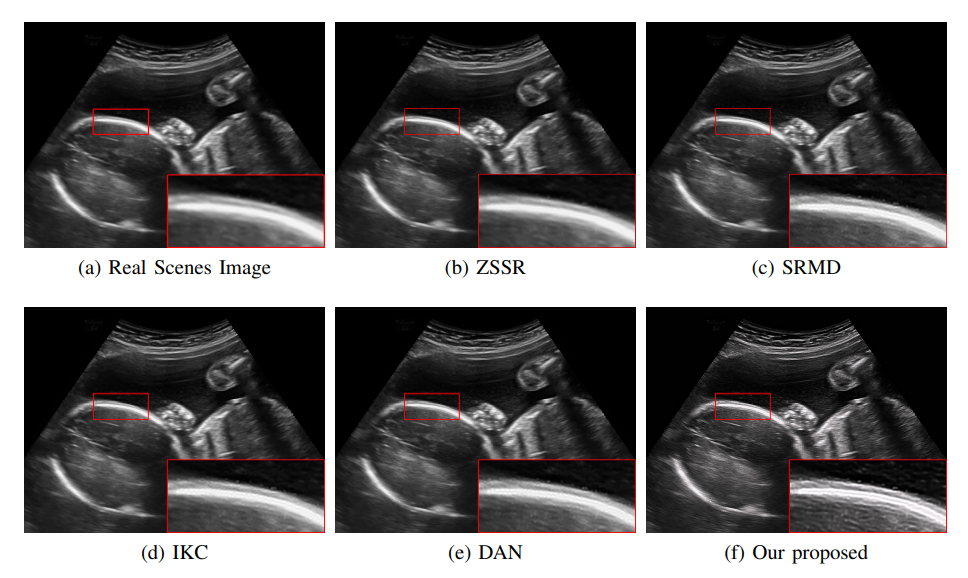 (a) Real Scenes Image
(b) ZSSR
(c) SRMD
(d) IKC
(e) DAN
(f) Our proposed